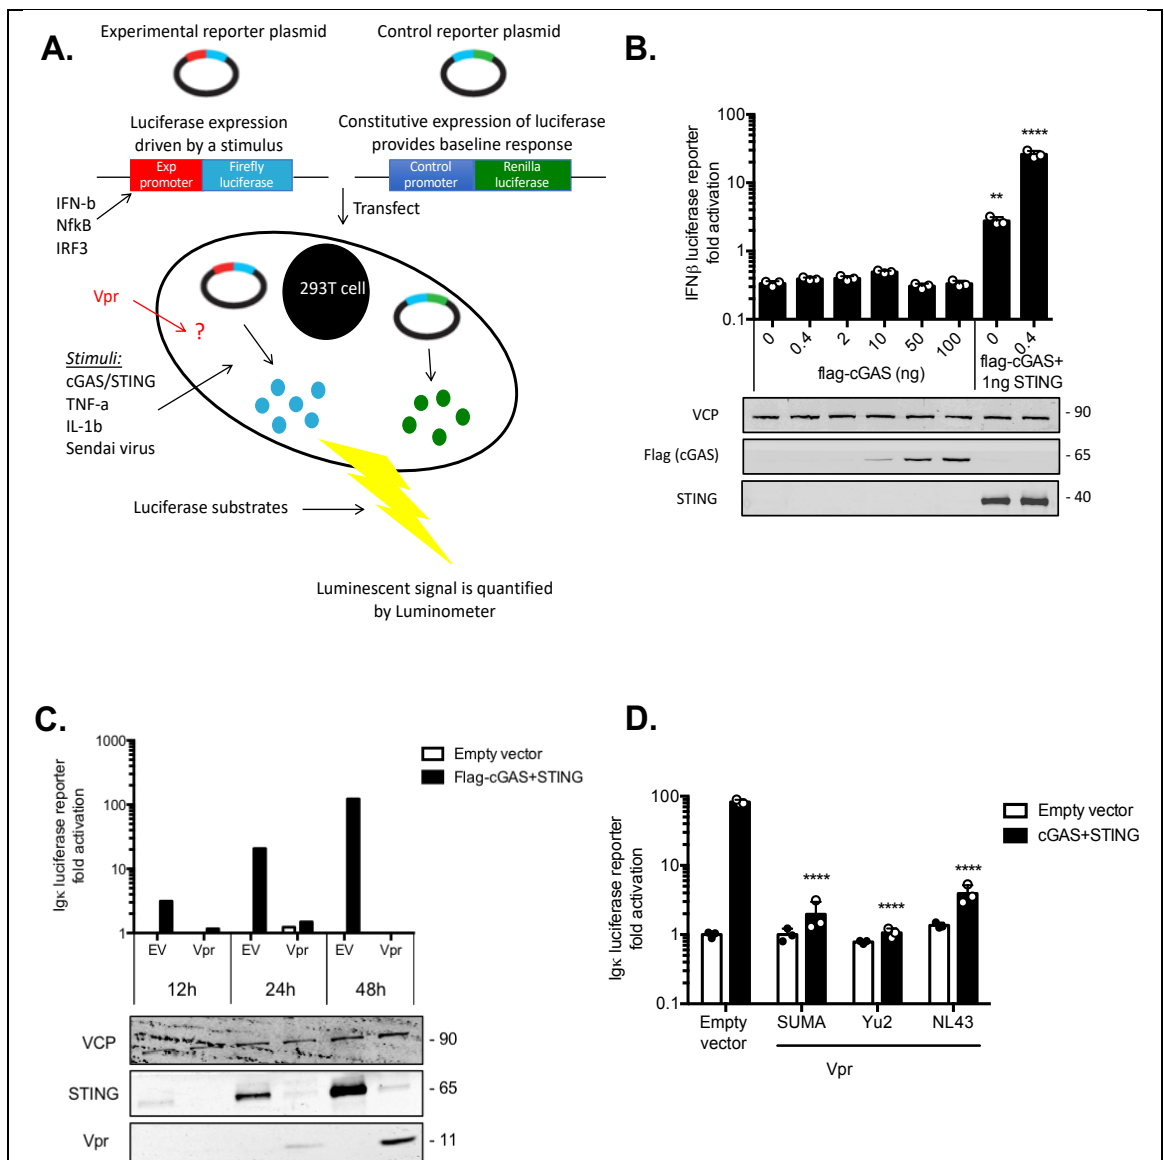 A.
Experimental reporter plasmid
Control reporter plasmid
Luciferase expression
driven by a stimulus
Constitutive expression of luciferase
provides baseline response
Exp
promoter
Firefly
luciferase
Control
promoter
Renilla
luciferase
IFN-b
NfkB
IRF3
Transfect
293T cell
Vpr
?
Stimuli:
cGAS/STING
TNF-a
IL-1b
Sendai virus
Luciferase substrates
Luminescent signal is quantified
by Luminometer
B.
IFNβ luciferase reporter
fold activation
100
10
1
0.1
**
****
0
0.4
2
10
50
100
0
0.4
flag-cGAS (ng)
flag-cGAS+
1ng STING
VCP
- 90
Flag (cGAS)
- 65
STING
- 40
C.
Igκ luciferase reporter
fold activation
1000
100
10
1
Empty vector
Flag-cGAS+STING
EV
Vpr
EV
Vpr
EV
Vpr
12h
24h
48h
VCP
- 90
STING
- 65
Vpr
- 11
D.
Igκ luciferase reporter
fold activation
100
10
1
0.1
****
****
****
Empty vector
cGAS+STING
Empty
vector
SUMA
Yu2
NL43
Vpr